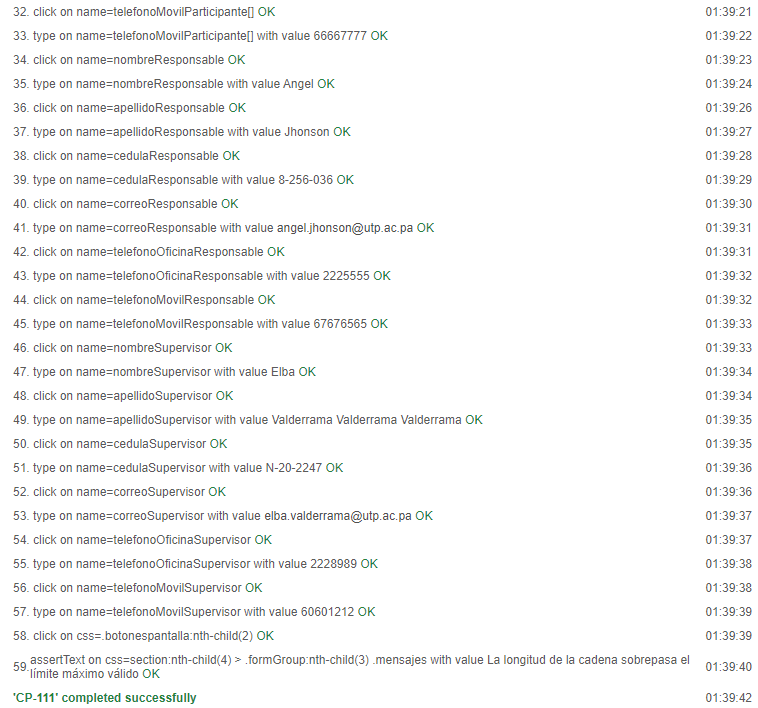 32. click on name=telefonoMovilParticipante[] OK 01:39:21
33. type on name=telefonoMovilParticipante[] with value 66667777 OK 01:39:22
34. click on name=nombreResponsable OK 01:39:23
35. type on name=nombreResponsable with value Angel OK 01:39:24
36. click on name=apellidoResponsable OK 01:39:26
37. type on name=apellidoResponsable with value Jhonson OK 01:39:27
38. click on name=cedulaResponsable OK 01:39:28
39. type on name=cedulaResponsable with value 8-256-036 OK 01:39:29
40. click on name=correoResponsable OK 01:39:30
41. type on name=correoResponsable with value angel.jhonson@utp.ac.pa OK 01:39:31
42. click on name=telefonoOficinaResponsable OK 01:39:31
43. type on name=telefonoOficinaResponsable with value 2225555 OK 01:39:32
44. click on name=telefonoMovilResponsable OK 01:39:32
45. type on name=telefonoMovilResponsable with value 67676565 OK 01:39:33
46. click on name=nombreSupervisor OK 01:39:33
47. type on name=nombreSupervisor with value Elba OK 01:39:34
48. click on name=apellidoSupervisor OK 01:39:34
49. type on name=apellidoSupervisor with value Valderrama Valderrama Valderrama OK 01:39:35
50. click on name=cedulaSupervisor OK 01:39:35
51. type on name=cedulaSupervisor with value N-20-2247 OK 01:39:36
52. click on name=correoSupervisor OK 01:39:36
53. type on name=correoSupervisor with value elba.valderrama@utp.ac.pa OK 01:39:37
54. click on name=telefonoOficinaSupervisor OK 01:39:37
55. type on name=telefonoOficinaSupervisor with value 2228989 OK 01:39:38
56. click on name=telefonoMovilSupervisor OK 01:39:38
57. type on name=telefonoMovilSupervisor with value 60601212 OK 01:39:39
58. click on css=.botonespantalla:nth-child(2) OK 01:39:39
59. assertText on css=section:nth-child(4) > .formGroup:nth-child(3) .mensajes with value La longitud de la cadena sobrepasa el 01:39:40
límite máximo válido OK
'CP-111' completed successfully 01:39:42